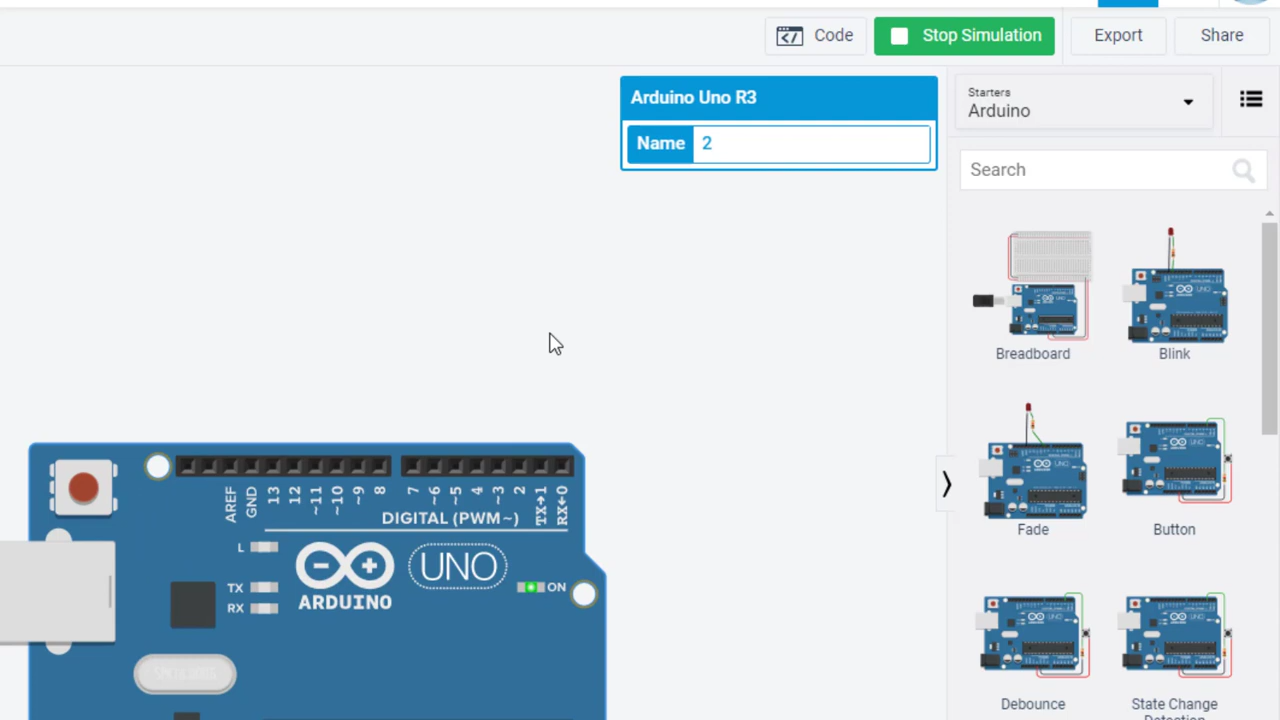 Code
Stop Simulation
Export
Share
Arduino Uno R3
Name 2
Starters
Arduino
Search
Breadboard
Blink
Fade
Button
Debounce
State Change
Detection
AREF
GND
13
12
~11
~10
~9
8
7
~6
~5
4
~3
2
TX→1
RX←0
DIGITAL (PWM ~)
L
TX
RX
ARDUINO
UNO
ON